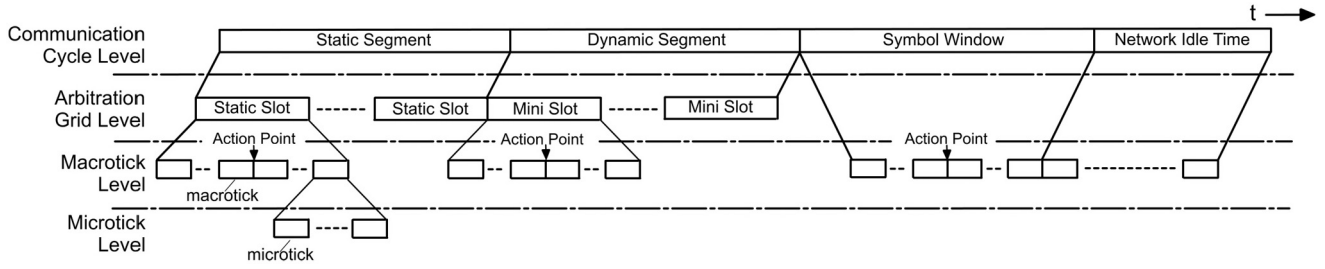 t
Communication
Cycle Level
Static Segment
Dynamic Segment
Symbol Window
Network Idle Time
Arbitration
Grid Level
Static Slot
Static Slot
Mini Slot
Mini Slot
Action Point
Action Point
Action Point
Macrotick
Level
macrotick
Microtick
Level
microtick